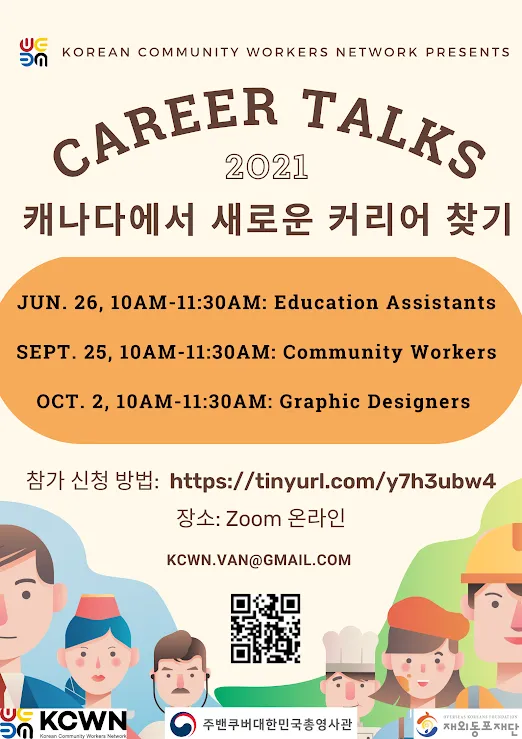 KOREAN COMMUNITY WORKERS NETWORK PRESENTS
CAREER TALKS
2021
캐나다에서 새로운 커리어 찾기
JUN. 26, 10AM-11:30AM: Education Assistants
SEPT. 25, 10AM-11:30AM: Community Workers
OCT. 2, 10AM-11:30AM: Graphic Designers
참가 신청 방법: https://tinyurl.com/y7h3ubw4
장소: Zoom 온라인
KCWN.VAN@GMAIL.COM
KCWN
Korean Community Workers Network
주밴쿠버대한민국총영사관
OVERSEAS KOREANS FOUNDATION
재외동포재단